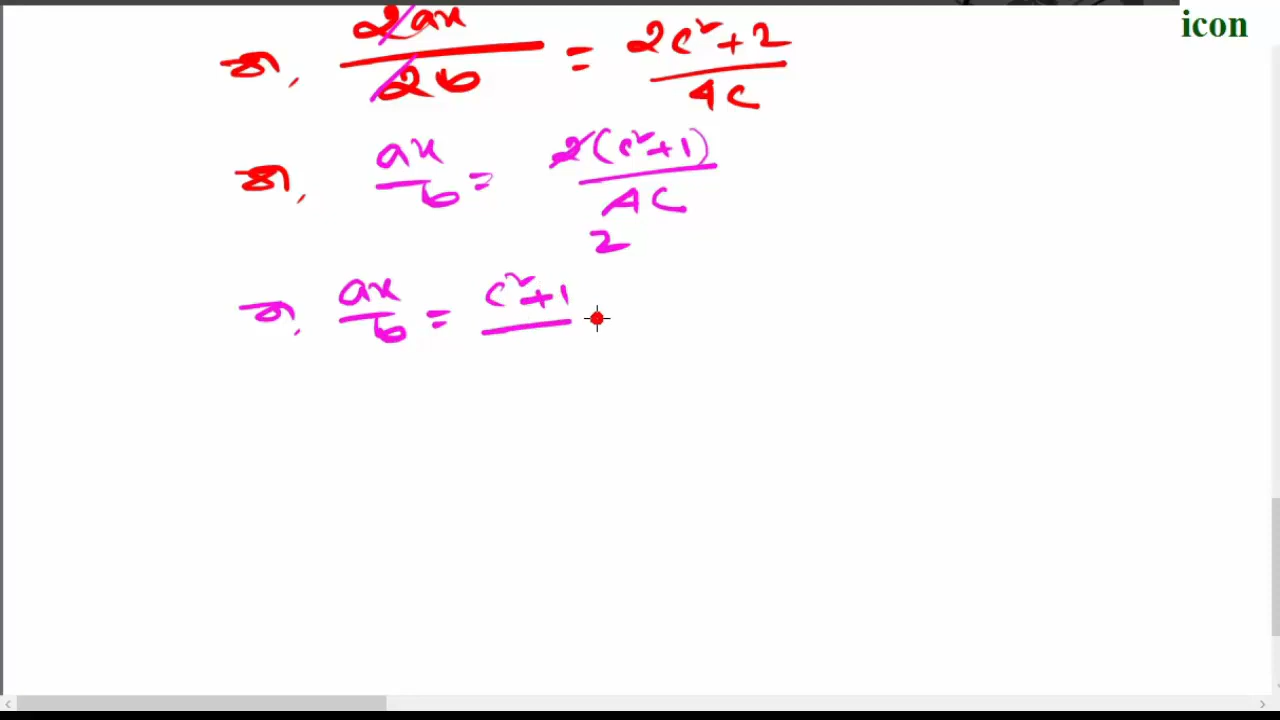 icon
বা, 2ax/2b = (2c²+2)/4c
বা, ax/b = 2(c²+1)/4c
2
বা, ax/b = c²+1